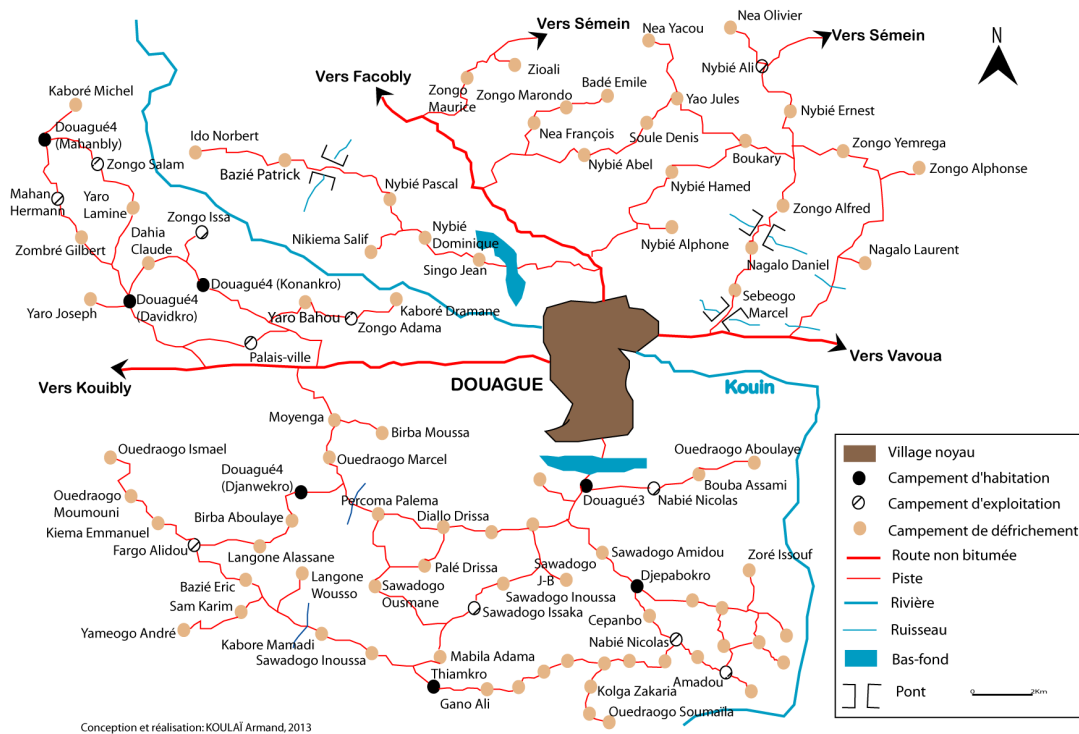 Vers Sémein
Nea Olivier
Nea Yacou
Vers Sémein
N
Zioali
Nybié Ali
Vers Facobly
Zongo
Maurice
Badé Emile
Zongo Marondo
Yao Jules
Kaboré Michel
Nybié Ernest
Douagué4
(Mahanbly)
Ido Norbert
Nea François
Soule Denis
Zongo Yemrega
Zongo Salam
Bazié Patrick
Nybié Abel
Boukary
Zongo Alphonse
Mahan
Hermann
Yaro
Lamine
Nybié Pascal
Nybié Hamed
Zongo Issa
Zongo Alfred
Dahia
Claude
Nybié
Dominique
Nikiema Salif
Nybié Alphone
Zombré Gilbert
Nagalo Laurent
Singo Jean
Nagalo Daniel
Douagué4 (Konankro)
Douagué4
(Davidkro)
Sebeogo
Marcel
Yaro Joseph
Kaboré Dramane
Yaro Bahou
Zongo Adama
Palais-ville
Vers Vavoua
Vers Kouibly
DOUAGUE
Kouin
Moyenga
Birba Moussa
Ouedraogo Ismael
Ouedraogo Aboulaye
Ouedraogo Marcel
Bouba Assami
Douagué4
(Djanwekro)
Ouedraogo
Moumouni
Percoma Palema
Douagué3
Nabié Nicolas
Kiema Emmanuel
Birba Aboulaye
Diallo Drissa
Fargo Alidou
Langone Alassane
Sawadogo Amidou
Zoré Issouf
Bazié Eric
Langone
Wousso
Palé Drissa
Sawadogo
J-B
Djepabokro
Sawadogo
Ousmane
Sawadogo Inoussa
Sam Karim
Sawadogo Issaka
Cepanbo
Yameogo André
Kabore Mamadi
Nabié Nicolas
Sawadogo Inoussa
Mabila Adama
Thiamkro
Amadou
Gano Ali
Kolga Zakaria
Ouedraogo Soumaïla
Village noyau
Campement d'habitation
Campement d'exploitation
Campement de défrichement
Route non bitumée
Piste
Rivière
Ruisseau
Bas-fond
Pont
0 2Km
Conception et réalisation: KOULAÏ Armand, 2013